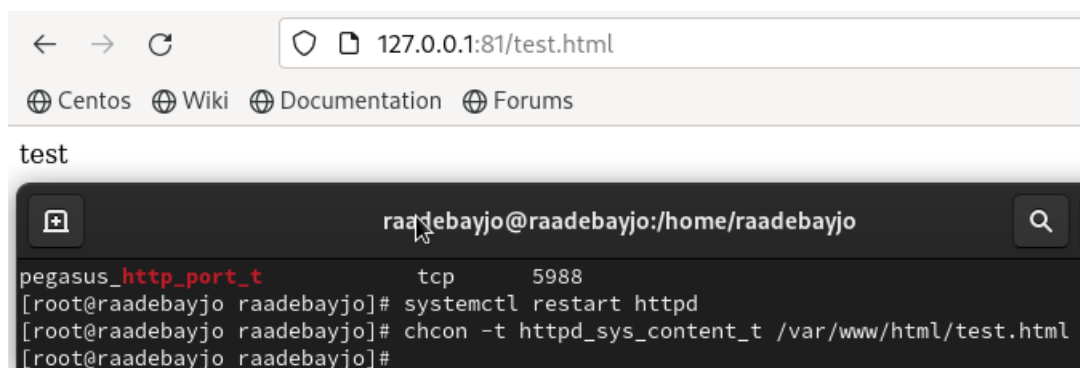 127.0.0.1:81/test.html
Centos Wiki Documentation Forums
test
raadebayjo@raadebayjo:/home/raadebayjo
pegasus_http_port_t tcp 5988
[root@raadebayjo raadebayjo]# systemctl restart httpd
[root@raadebayjo raadebayjo]# chcon -t httpd_sys_content_t /var/www/html/test.html
[root@raadebayjo raadebayjo]#